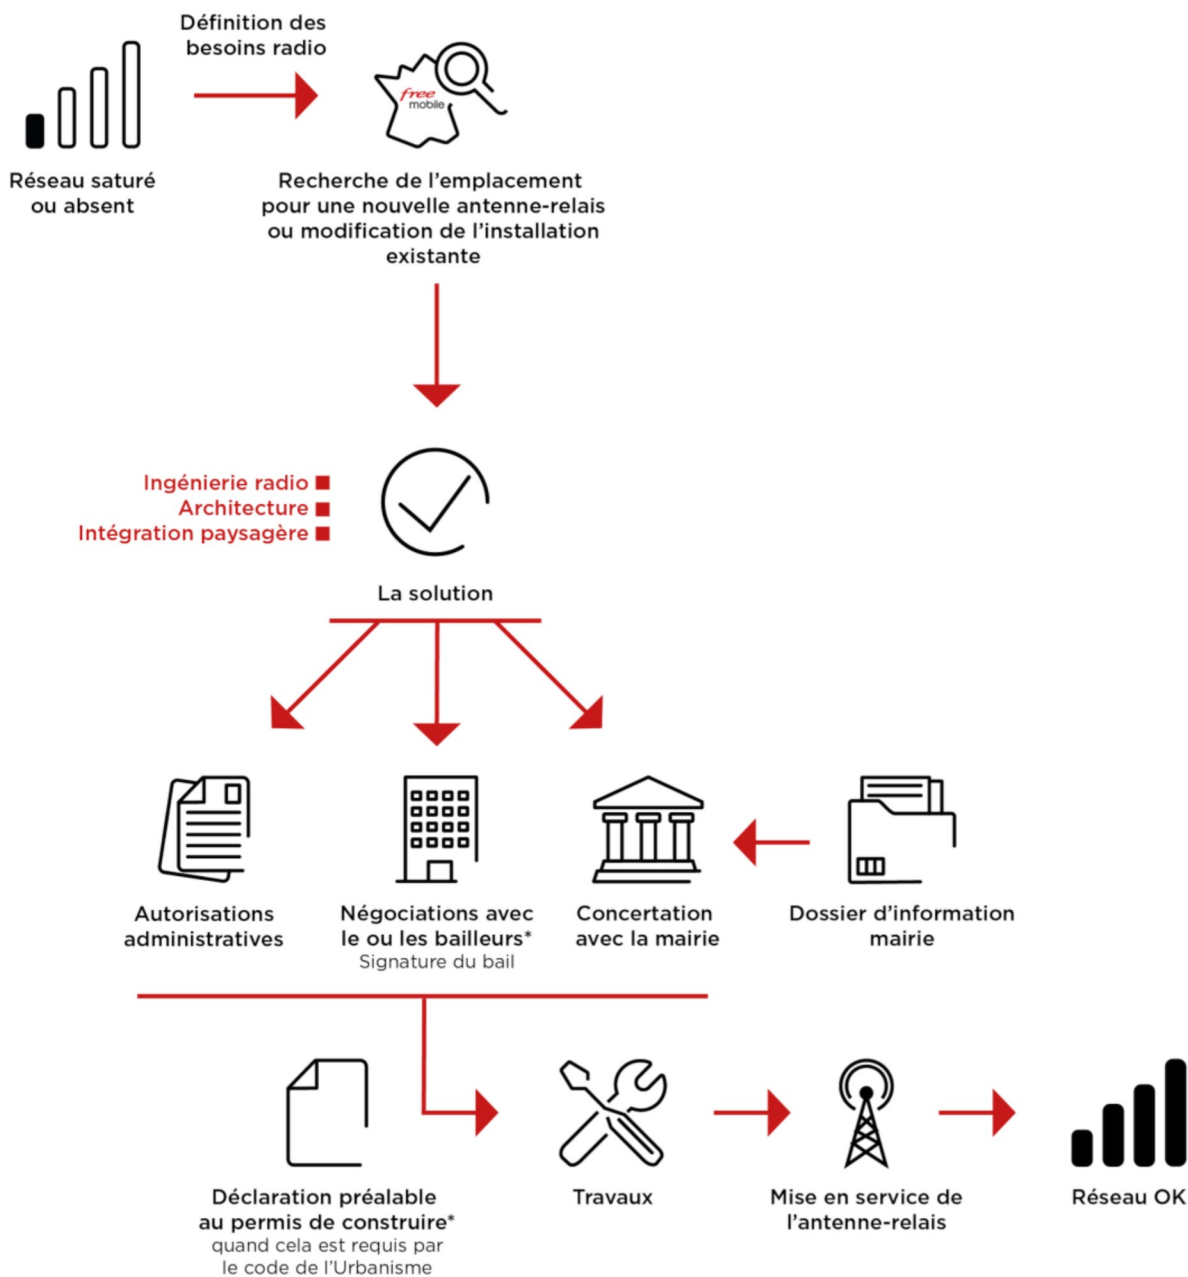 Définition des
besoins radio
free
mobile
Réseau saturé
ou absent
Recherche de l’emplacement
pour une nouvelle antenne-relais
ou modification de l’installation
existante
Ingénierie radio
Architecture
Intégration paysagère
La solution
Autorisations
administratives
Négociations avec
le ou les bailleurs*
Signature du bail
Concertation
avec la mairie
Dossier d’information
mairie
Déclaration préalable
au permis de construire*
quand cela est requis par
le code de l’Urbanisme
Travaux
Mise en service de
l’antenne-relais
Réseau OK